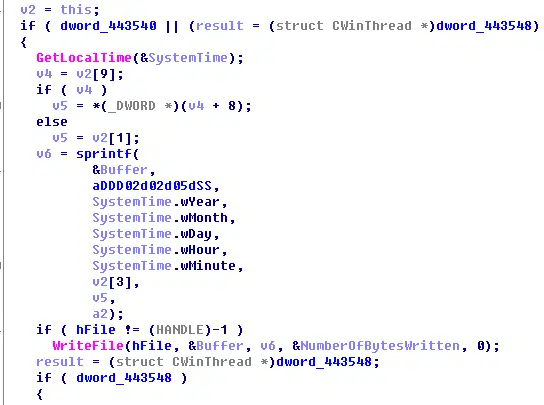 v2 = this;
if ( dword_443540 || (result = (struct CWinThread *)dword_443548)
{
GetLocalTime(&SystemTime);
v4 = v2[9];
if ( v4 )
v5 = *(_DWORD *)(v4 + 8);
else
v5 = v2[1];
v6 = sprintf(
&Buffer,
aDDD02d02d05dSS,
SystemTime.wYear,
SystemTime.wMonth,
SystemTime.wDay,
SystemTime.wHour,
SystemTime.wMinute,
v2[3],
v5,
a2);
if ( hFile != (HANDLE)-1 )
WriteFile(hFile, &Buffer, v6, &NumberOfBytesWritten, 0);
result = (struct CWinThread *)dword_443548;
if ( dword_443548 )
{